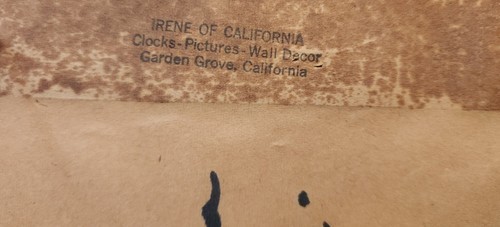 IRENE OF CALIFORNIA
Clocks-Pictures-Wall Decor
Garden Grove, California